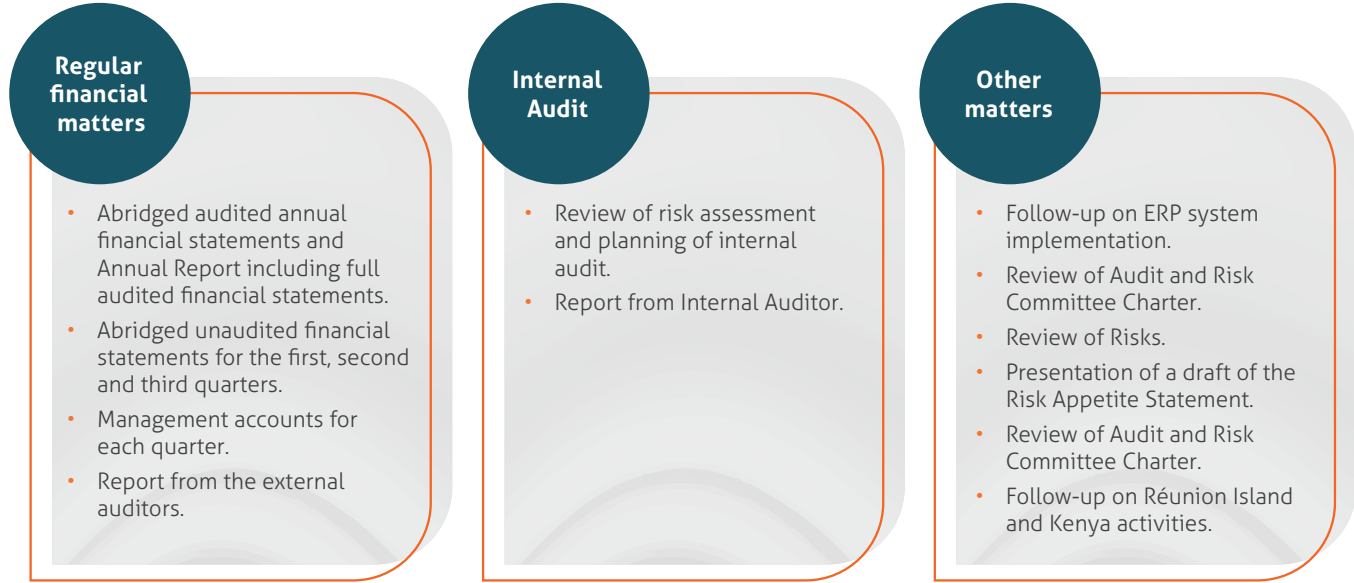 Regular
financial
matters
• Abridged audited annual
financial statements and
Annual Report including full
audited financial statements.
• Abridged unaudited financial
statements for the first, second
and third quarters.
• Management accounts for
each quarter.
• Report from the external
auditors.
Internal
Audit
• Review of risk assessment
and planning of internal
audit.
• Report from Internal Auditor.
Other
matters
• Follow-up on ERP system
implementation.
• Review of Audit and Risk
Committee Charter.
• Review of Risks.
• Presentation of a draft of the
Risk Appetite Statement.
• Review of Audit and Risk
Committee Charter.
• Follow-up on Réunion Island
and Kenya activities.